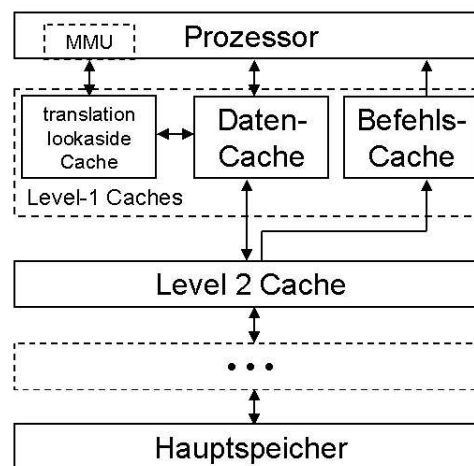 MMU
Prozessor
translation
lookaside
Cache
Daten-
Cache
Befehls-
Cache
Level-1 Caches
Level 2 Cache
• • •
Hauptspeicher